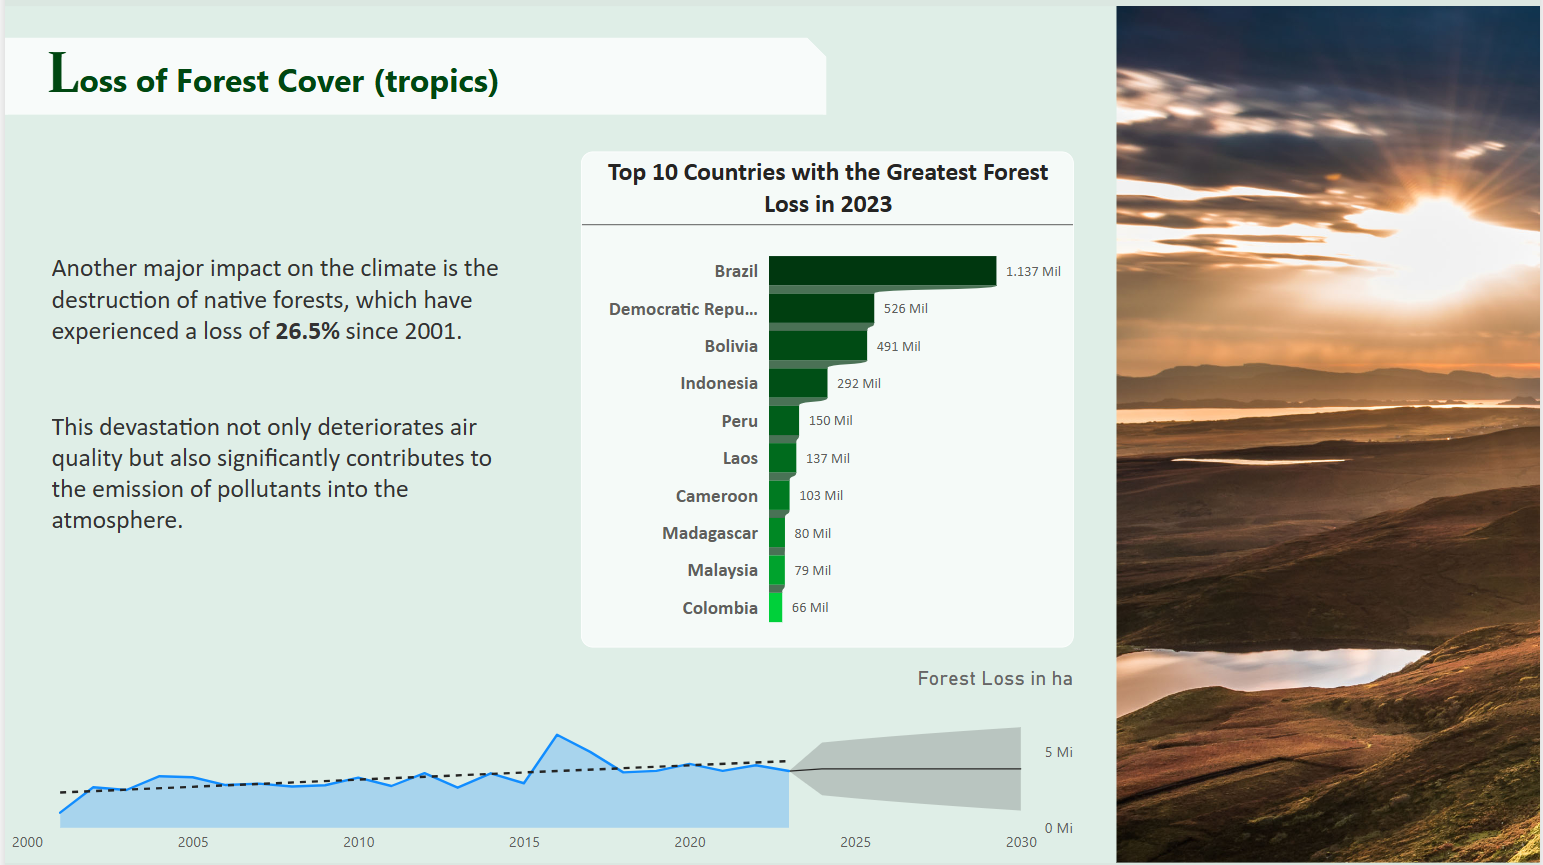 Loss of Forest Cover (tropics)
Another major impact on the climate is the
destruction of native forests, which have
experienced a loss of 26.5% since 2001.
This devastation not only deteriorates air
quality but also significantly contributes to
the emission of pollutants into the
atmosphere.
Top 10 Countries with the Greatest Forest
Loss in 2023
Brazil 1.137 Mil
Democratic Repu... 526 Mil
Bolivia 491 Mil
Indonesia 292 Mil
Peru 150 Mil
Laos 137 Mil
Cameroon 103 Mil
Madagascar 80 Mil
Malaysia 79 Mil
Colombia 66 Mil
Forest Loss in ha
5 Mi
0 Mi
2000 2005 2010 2015 2020 2025 2030